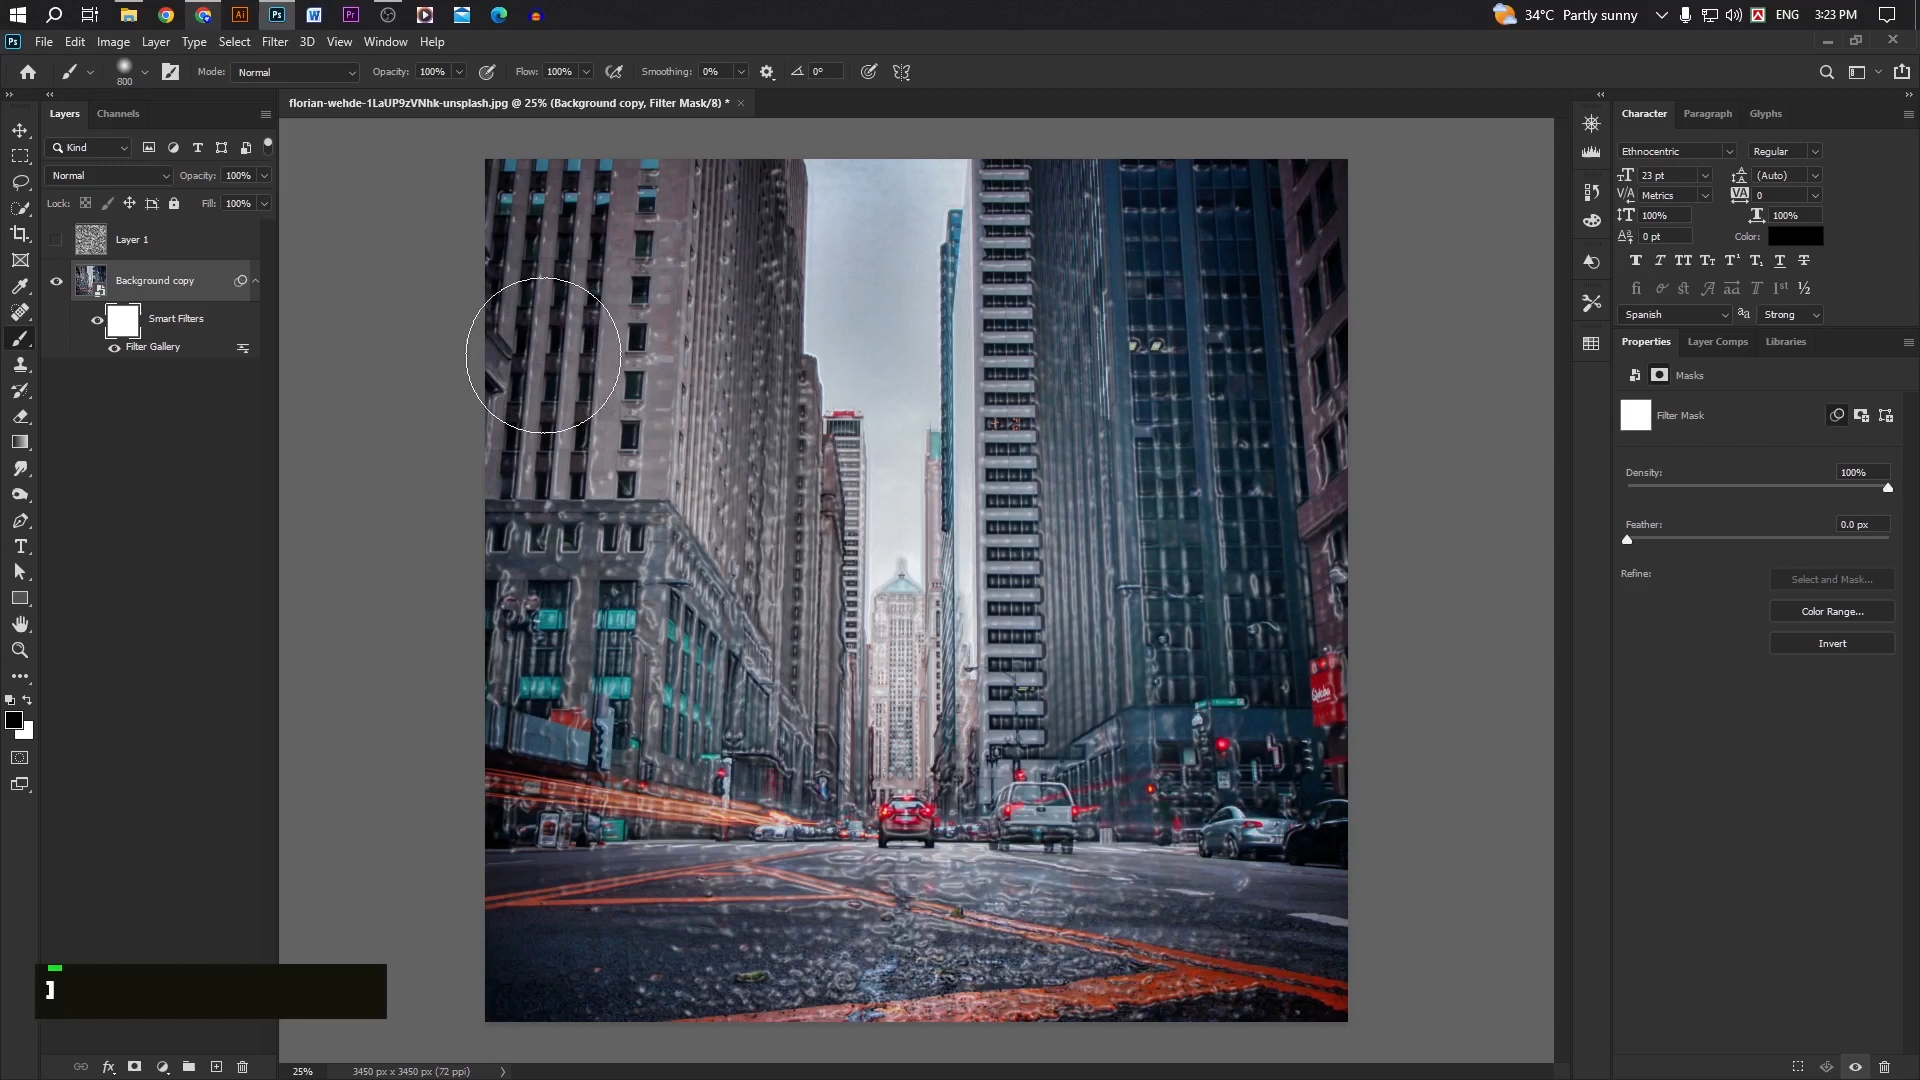 34°C Partly sunny
ENG
3:23 PM
File Edit Image Layer Type Select Filter 3D View Window Help
800
Mode: Normal
Opacity: 100%
Flow: 100%
Smoothing: 0%
0°
florian-wehde-1LaUP9zVNhk-unsplash.jpg @ 25% (Background copy, Filter Mask/8) *
Layers Channels
Kind
Normal
Opacity: 100%
Lock:
Fill: 100%
Layer 1
Background copy
Smart Filters
Filter Gallery
]
25%
3450 px x 3450 px (72 ppi)
Character Paragraph Glyphs
Ethnocentric
Regular
23 pt
(Auto)
Metrics
0
100%
100%
0 pt
Color:
Spanish
Strong
Properties Layer Comps Libraries
Masks
Filter Mask
Density: 100%
Feather: 0.0 px
Refine:
Select and Mask...
Color Range...
Invert